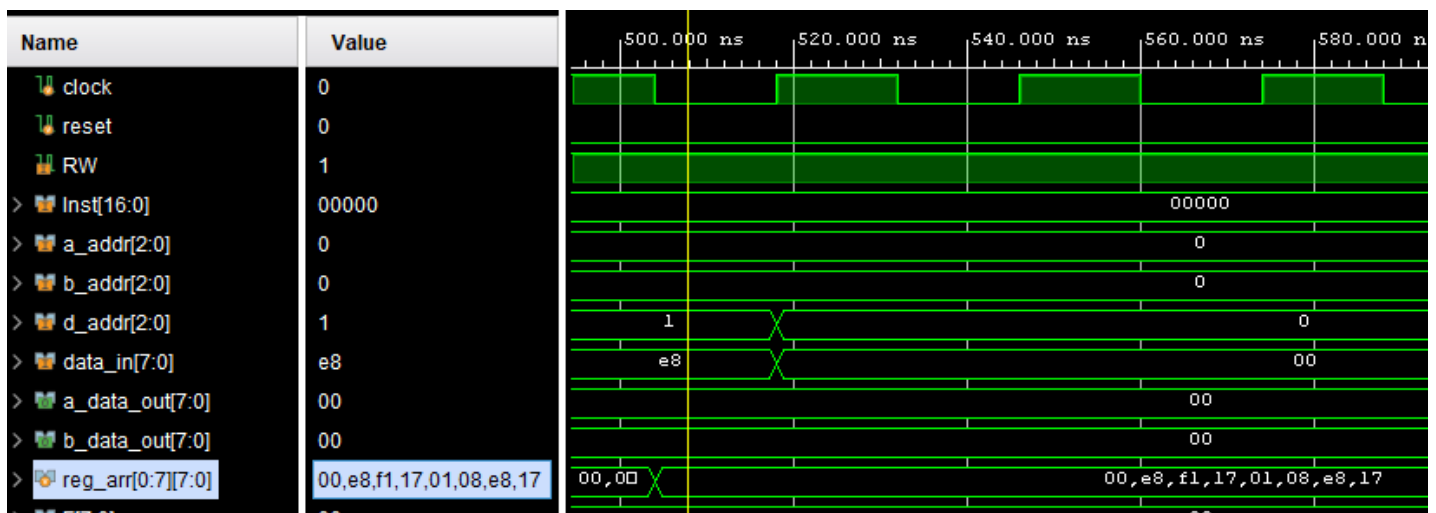 Name Value 500.000 ns 520.000 ns 540.000 ns 560.000 ns 580.000 n
clock 0
reset 0
RW 1
Inst[16:0] 00000 00000
a_addr[2:0] 0 0
b_addr[2:0] 0 0
d_addr[2:0] 1 1 0
data_in[7:0] e8 e8 00
a_data_out[7:0] 00 00
b_data_out[7:0] 00 00
reg_arr[0:7][7:0] 00,e8,f1,17,01,08,e8,17 00,0 00,e8,f1,17,01,08,e8,17